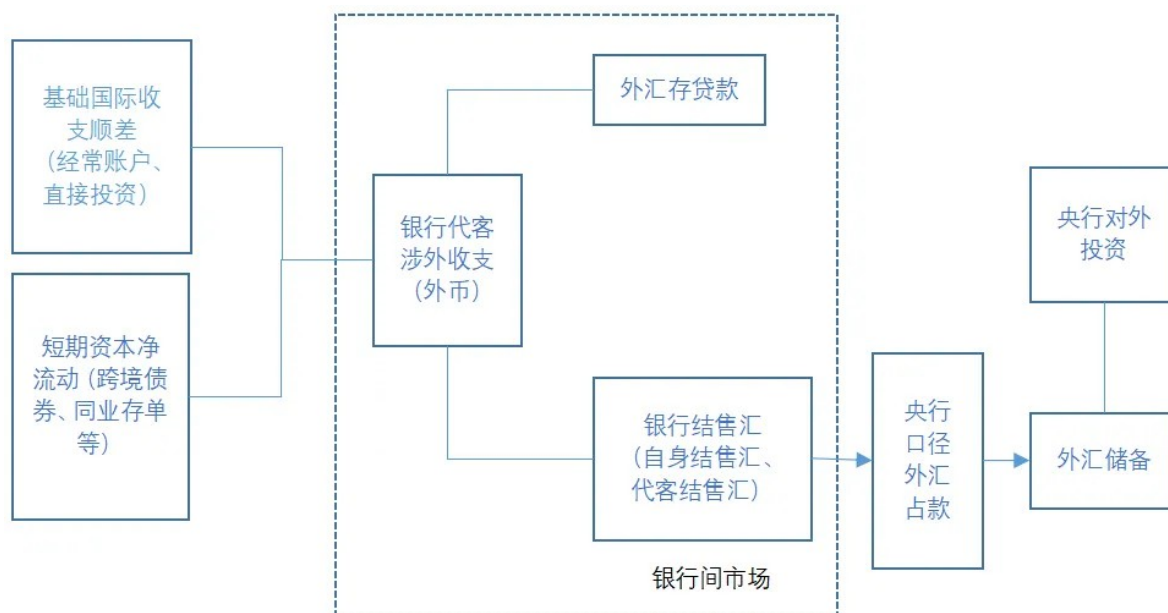 基础国际收
支顺差
（经常账户、
直接投资）
短期资本净
流动（跨境债
券、同业存单
等）
银行代客
涉外收支
（外币）
外汇存贷款
银行结售汇
（自身结售汇、
代客结售汇）
银行间市场
央行
口径
外汇
占款
央行对外
投资
外汇储备